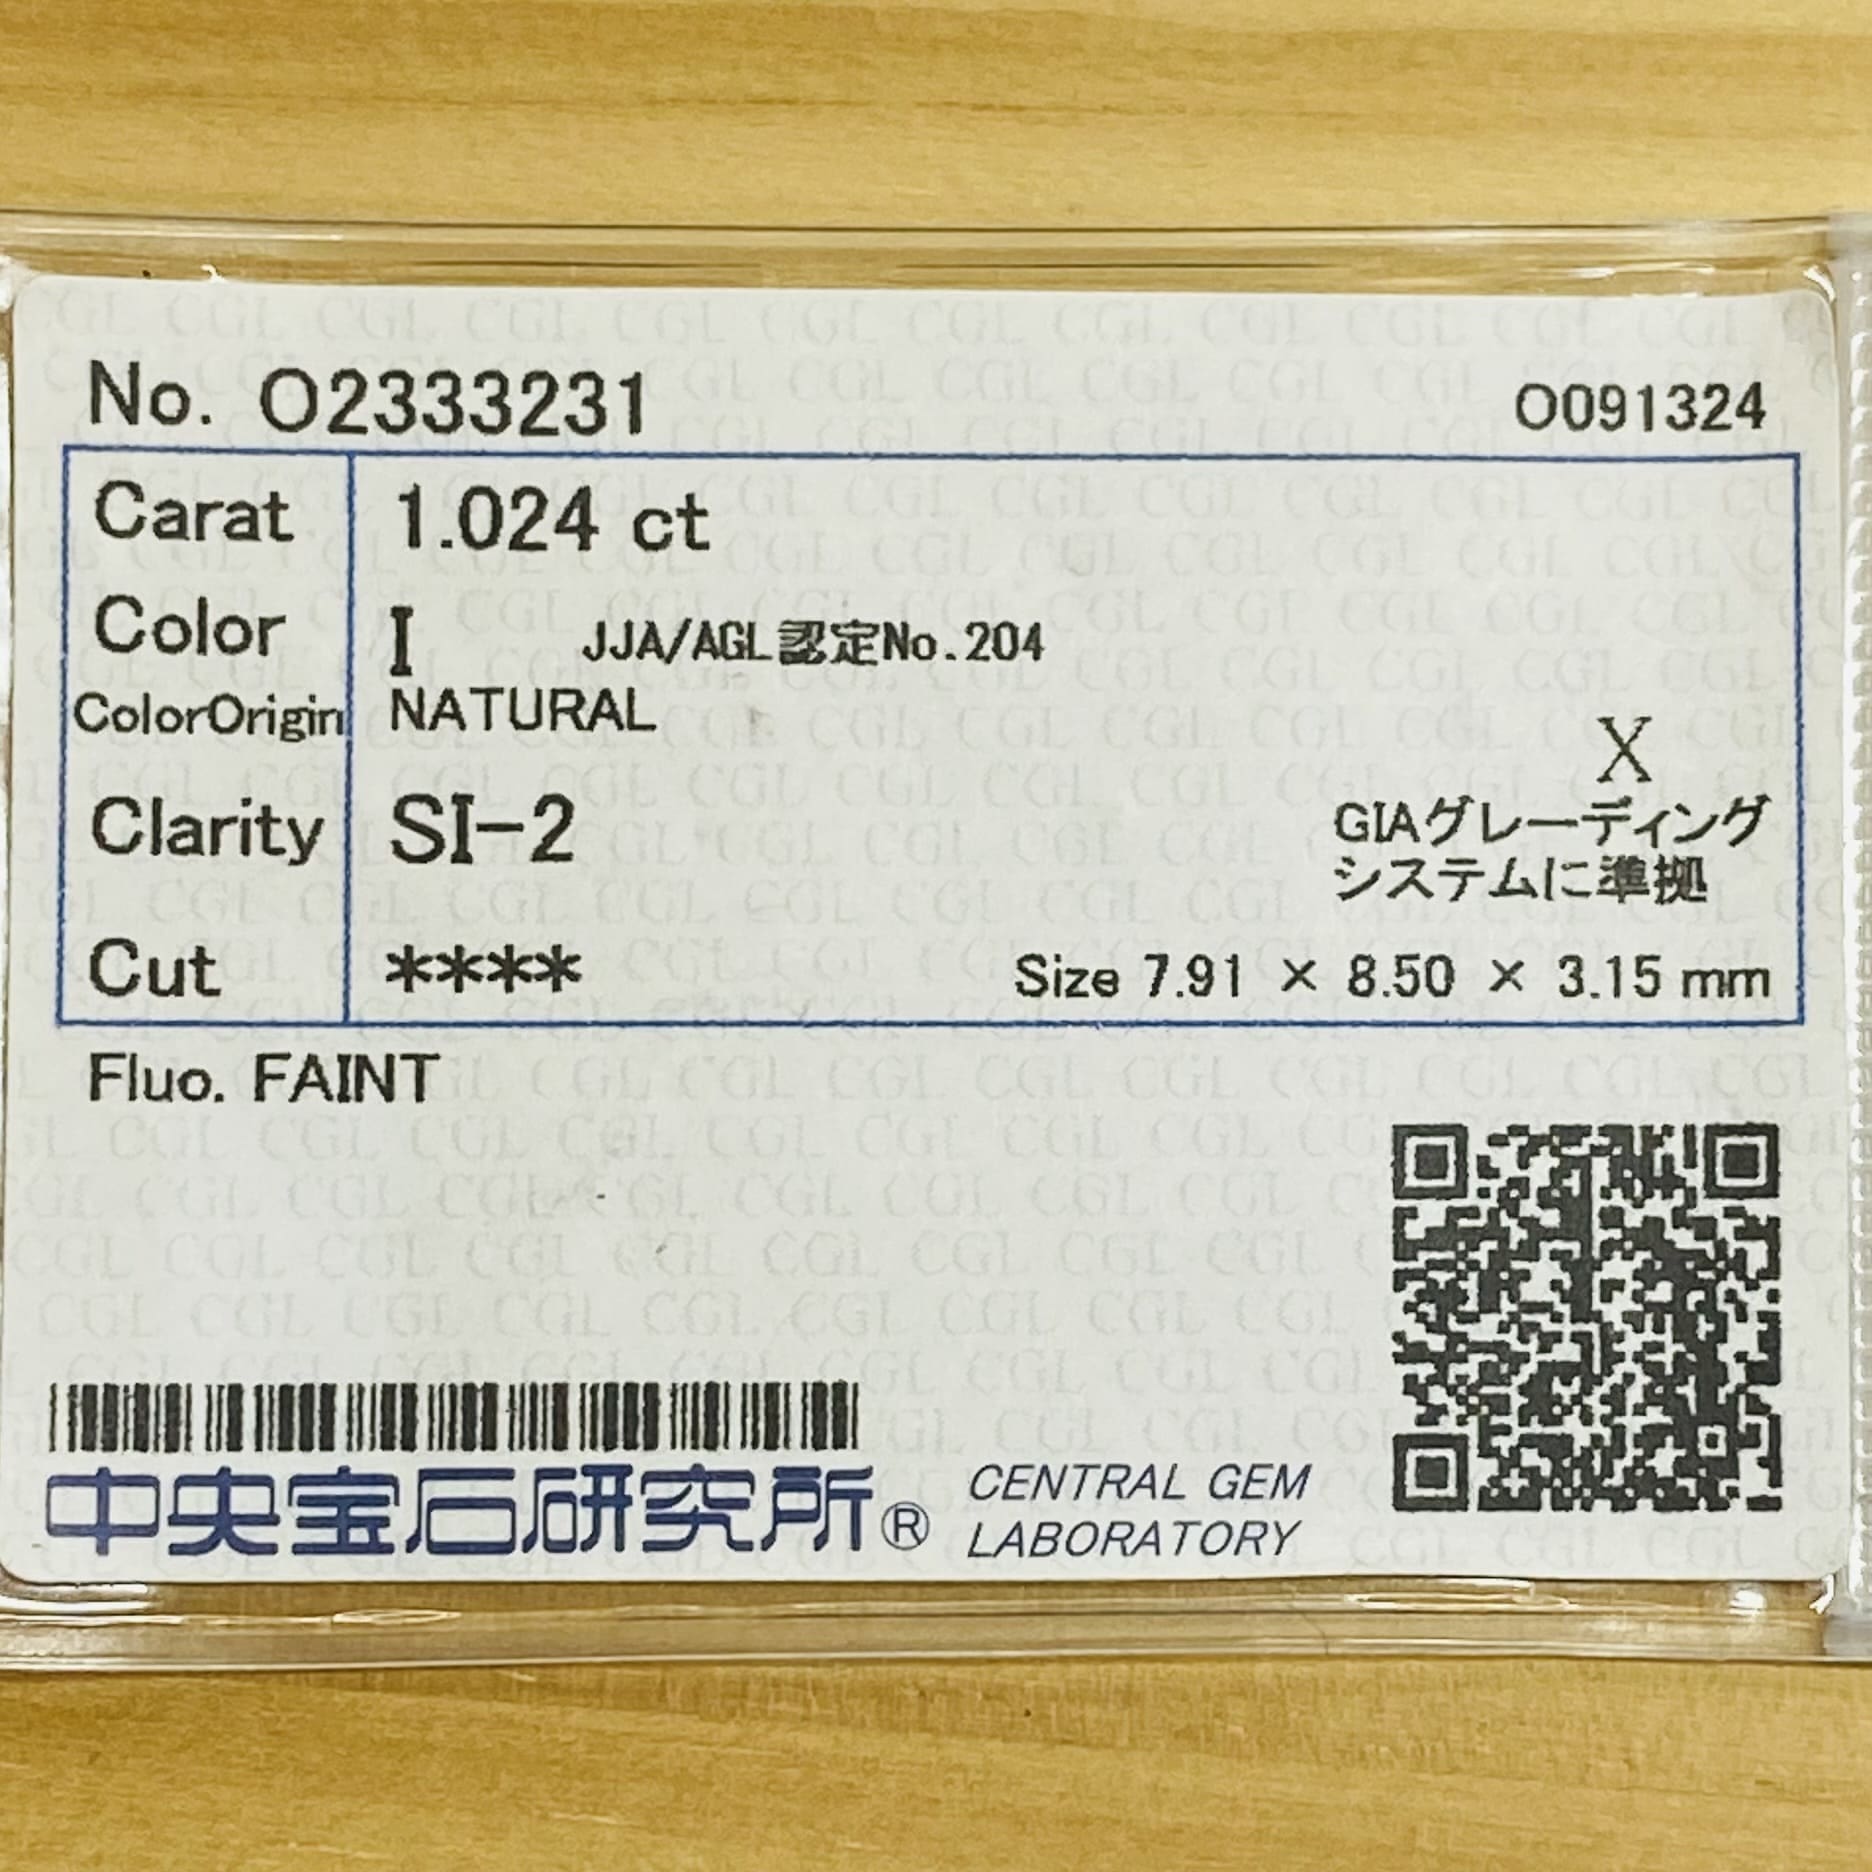 No. O2333231
O091324
Carat 1.024 ct
Color I JJA/AGL認定No.204
ColorOrigin NATURAL
X
Clarity SI-2
GIAグレーディング
システムに準拠
Cut **** Size 7.91 × 8.50 × 3.15 mm
Fluo. FAINT
中央宝石研究所® CENTRAL GEM
LABORATORY